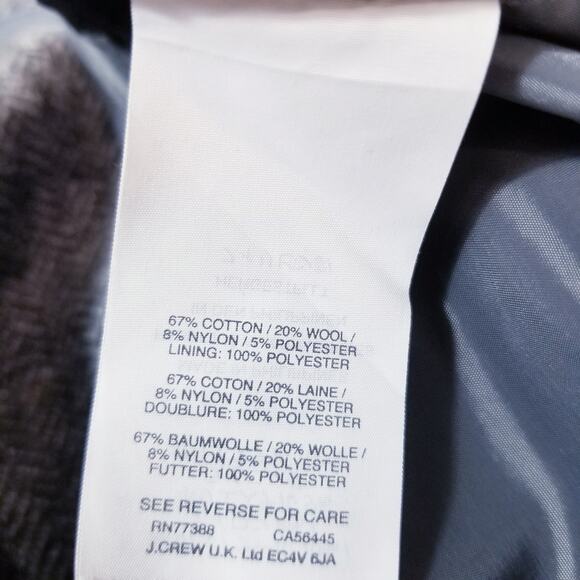 67% COTTON / 20% WOOL /
8% NYLON / 5% POLYESTER
LINING: 100% POLYESTER
67% COTON / 20% LAINE /
8% NYLON / 5% POLYESTER
DOUBLURE: 100% POLYESTER
67% BAUMWOLLE / 20% WOLLE /
8% NYLON / 5% POLYESTER
FUTTER: 100% POLYESTER
SEE REVERSE FOR CARE
RN77388 CA56445
J.CREW U.K. Ltd EC4V 6JA